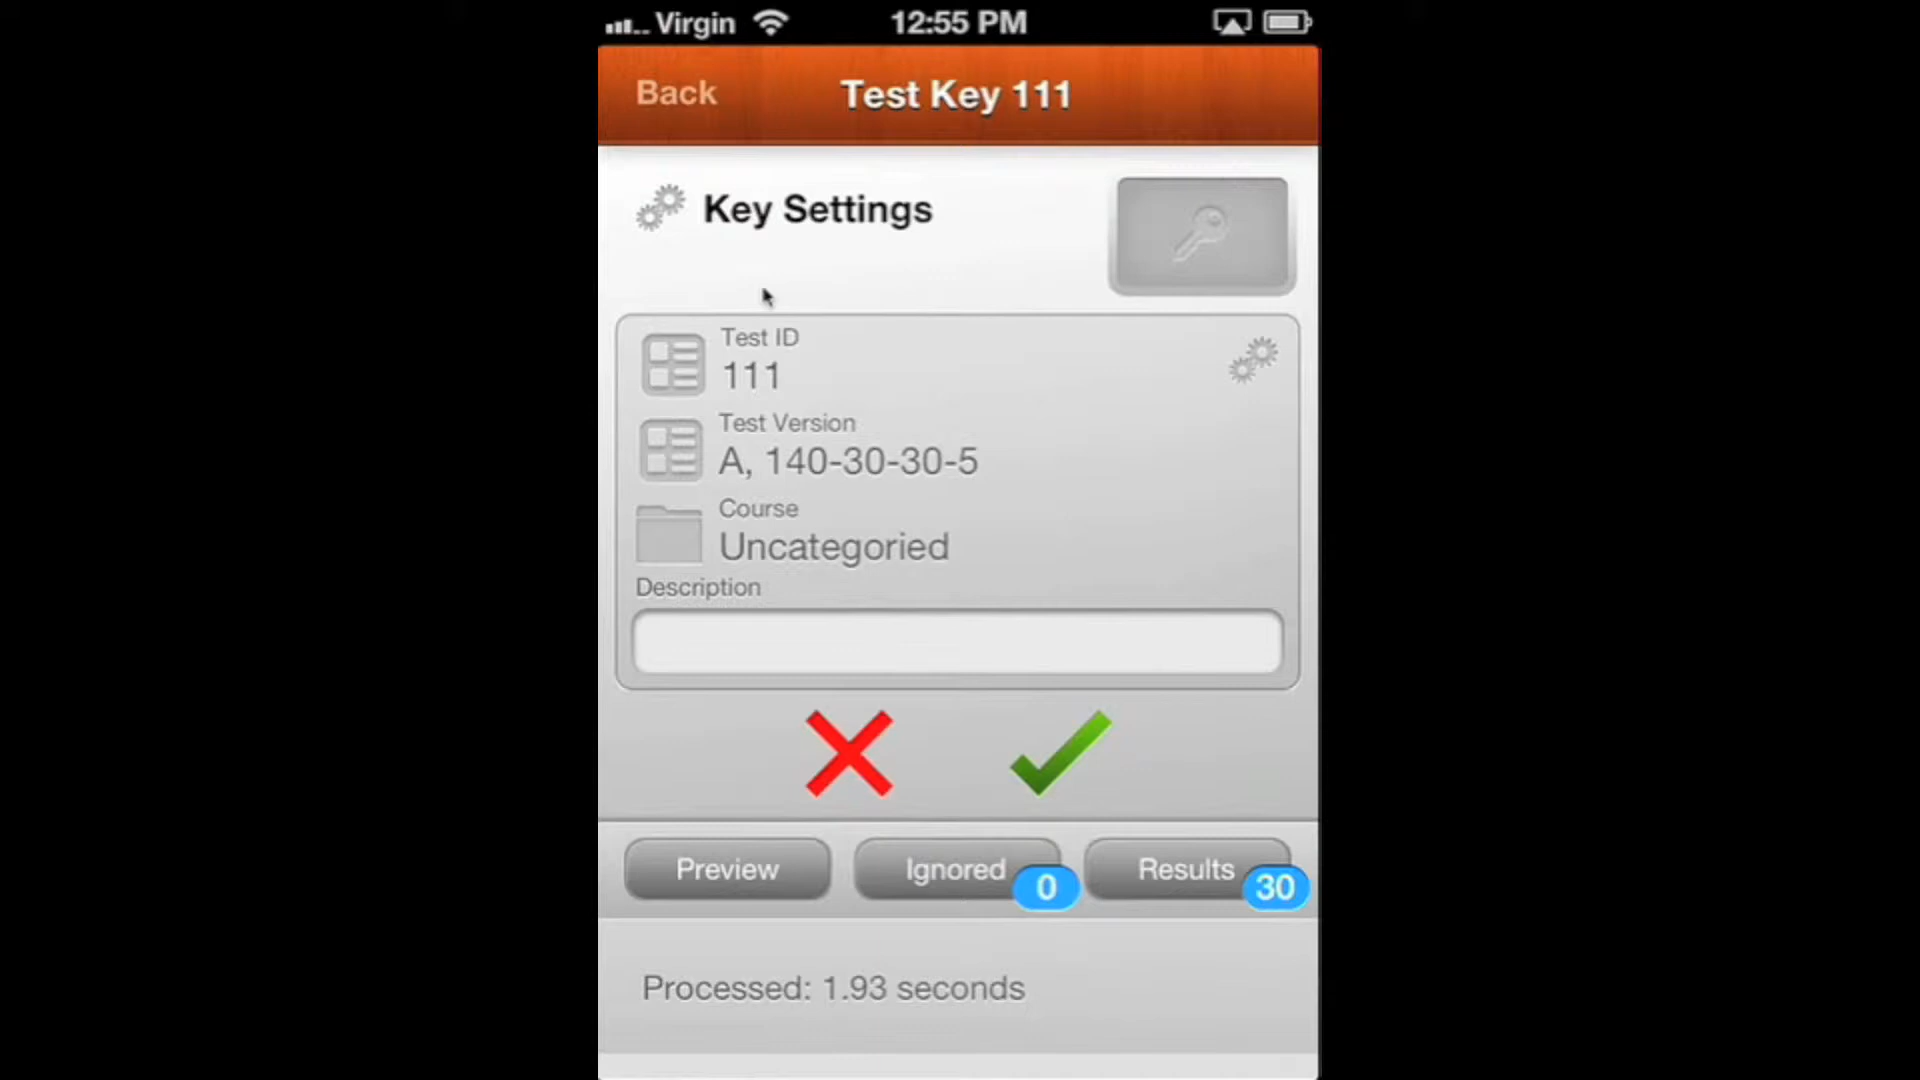 Virgin 12:55 PM
Back Test Key 111
Key Settings
Test ID
111
Test Version
A, 140-30-30-5
Course
Uncategoried
Description
Preview Ignored 0 Results 30
Processed: 1.93 seconds